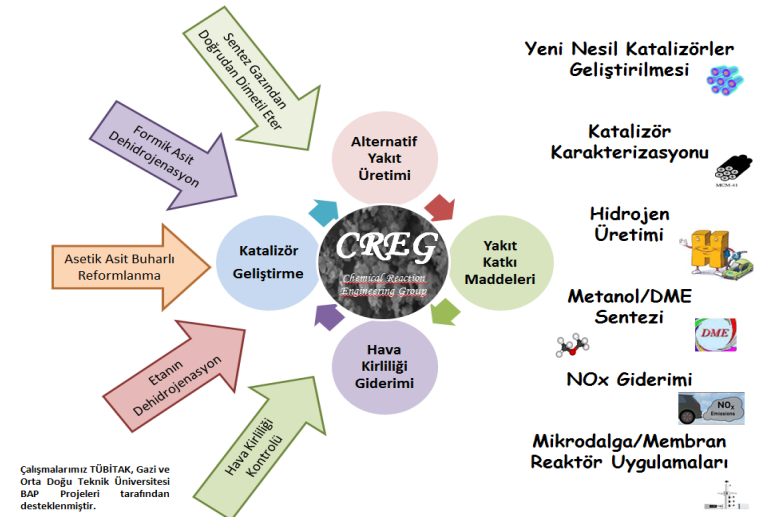 Sentez Gazından
Doğrudan Dimetil Eter
Formik Asit
Dehidrojenasyon
Asetik Asit Buharlı
Reformlanma
Etanın
Dehidrojenasyon
Hava Kirliliği
Kontrolü
Alternatif
Yakıt
Üretimi
Katalizör
Geliştirme
CREG
Chemical Reaction
Engineering Group
Yakıt
Katkı
Maddeleri
Hava
Kirliliği
Giderimi
Yeni Nesil Katalizörler
Geliştirilmesi
Katalizör
Karakterizasyonu
MCM-41
Hidrojen
Üretimi
Metanol/DME
Sentezi
DME
NOx Giderimi
NOx
Emissions
Mikrodalga/Membran
Reaktör Uygulamaları
Çalışmalarımız TÜBİTAK, Gazi ve
Orta Doğu Teknik Üniversitesi
BAP Projeleri tarafından
desteklenmiştir.